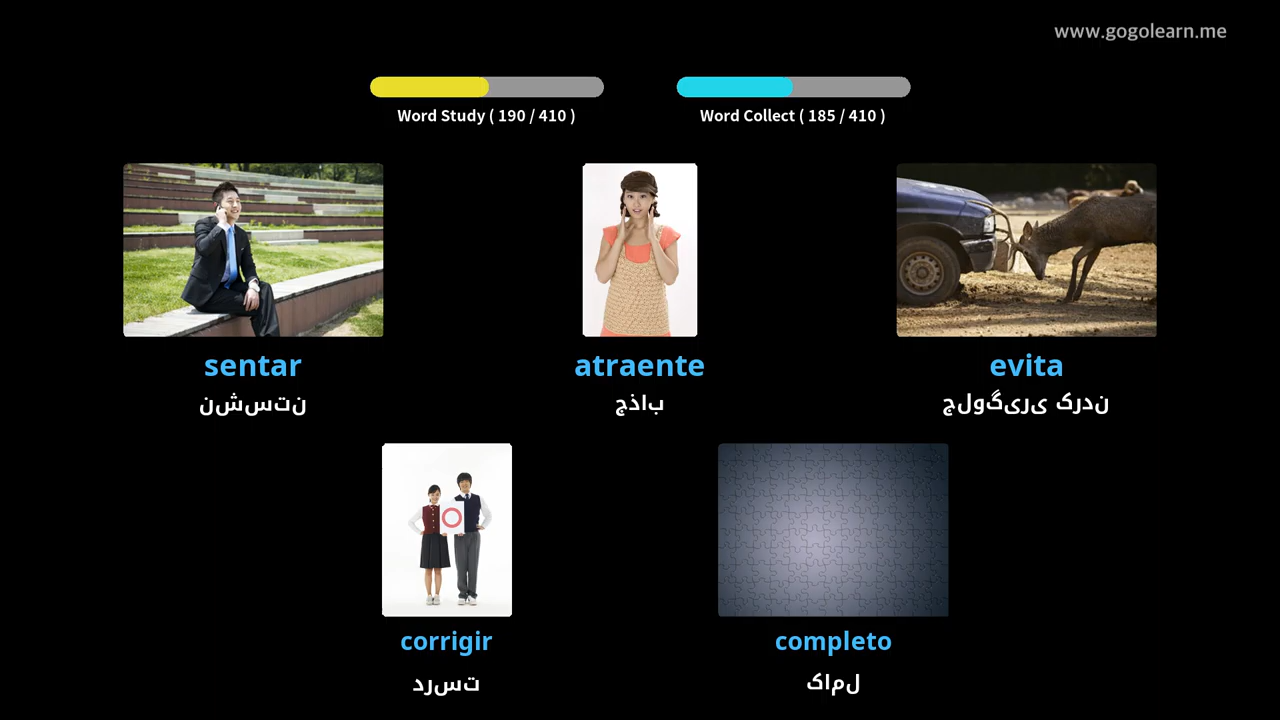 www.gogolearn.me
Word Study ( 190 / 410 )
Word Collect ( 185 / 410 )
sentar
atraente
evita
نشستن
جذاب
جلوگیری کردن
corrigir
completo
درست
کامل